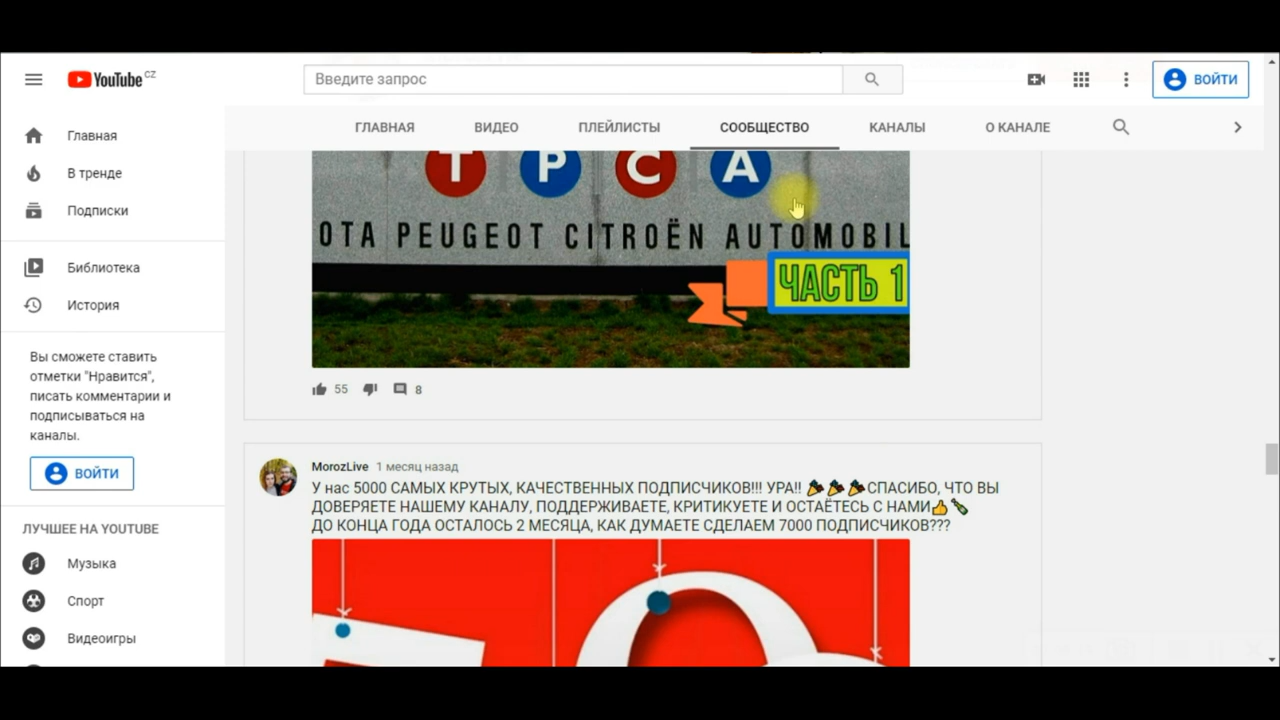 YouTube CZ
Введите запрос
ВОЙТИ
ГЛАВНАЯ
ВИДЕО
ПЛЕЙЛИСТЫ
СООБЩЕСТВО
КАНАЛЫ
О КАНАЛЕ
Главная
В тренде
Подписки
Библиотека
История
Вы сможете ставить
отметки "Нравится",
писать комментарии и
подписываться на
каналы.
ВОЙТИ
ЛУЧШЕЕ НА YOUTUBE
Музыка
Спорт
Видеоигры
T P C A
OTA PEUGEOT CITROËN AUTOMOBIL
ЧАСТЬ 1
55
8
MorozLive 1 месяц назад
У нас 5000 САМЫХ КРУТЫХ, КАЧЕСТВЕННЫХ ПОДПИСЧИКОВ!!! УРА!! 🎉🎉🎉СПАСИБО, ЧТО ВЫ
ДОВЕРЯЕТЕ НАШЕМУ КАНАЛУ, ПОДДЕРЖИВАЕТЕ, КРИТИКУЕТЕ И ОСТАЁТЕСЬ С НАМИ👍🍾
ДО КОНЦА ГОДА ОСТАЛОСЬ 2 МЕСЯЦА, КАК ДУМАЕТЕ СДЕЛАЕМ 7000 ПОДПИСЧИКОВ???